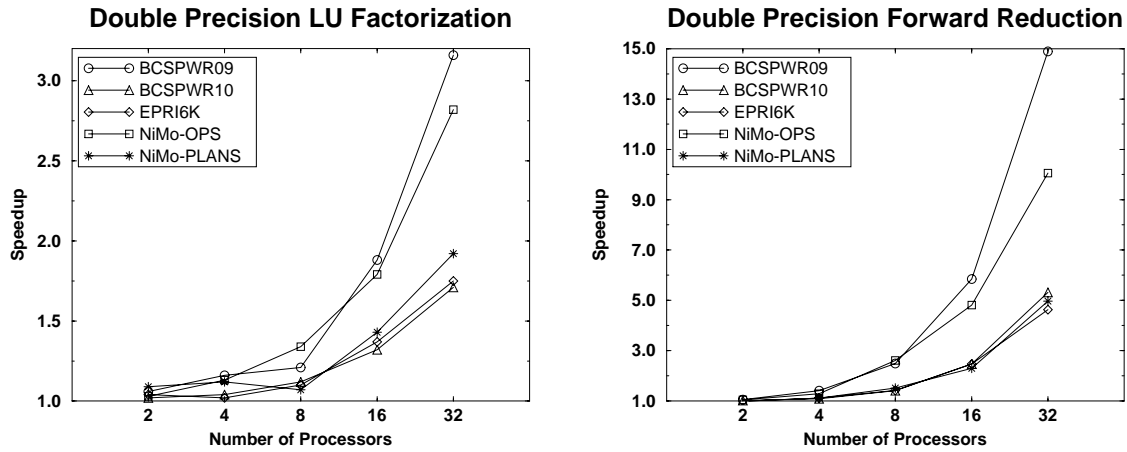 Double Precision LU Factorization
3.0
2.5
2.0
1.5
1.0
Speedup
BCSPWR09
BCSPWR10
EPRI6K
NiMo-OPS
NiMo-PLANS
2 4 8 16 32
Number of Processors
Double Precision Forward Reduction
15.0
13.0
11.0
9.0
7.0
5.0
3.0
1.0
Speedup
BCSPWR09
BCSPWR10
EPRI6K
NiMo-OPS
NiMo-PLANS
2 4 8 16 32
Number of Processors